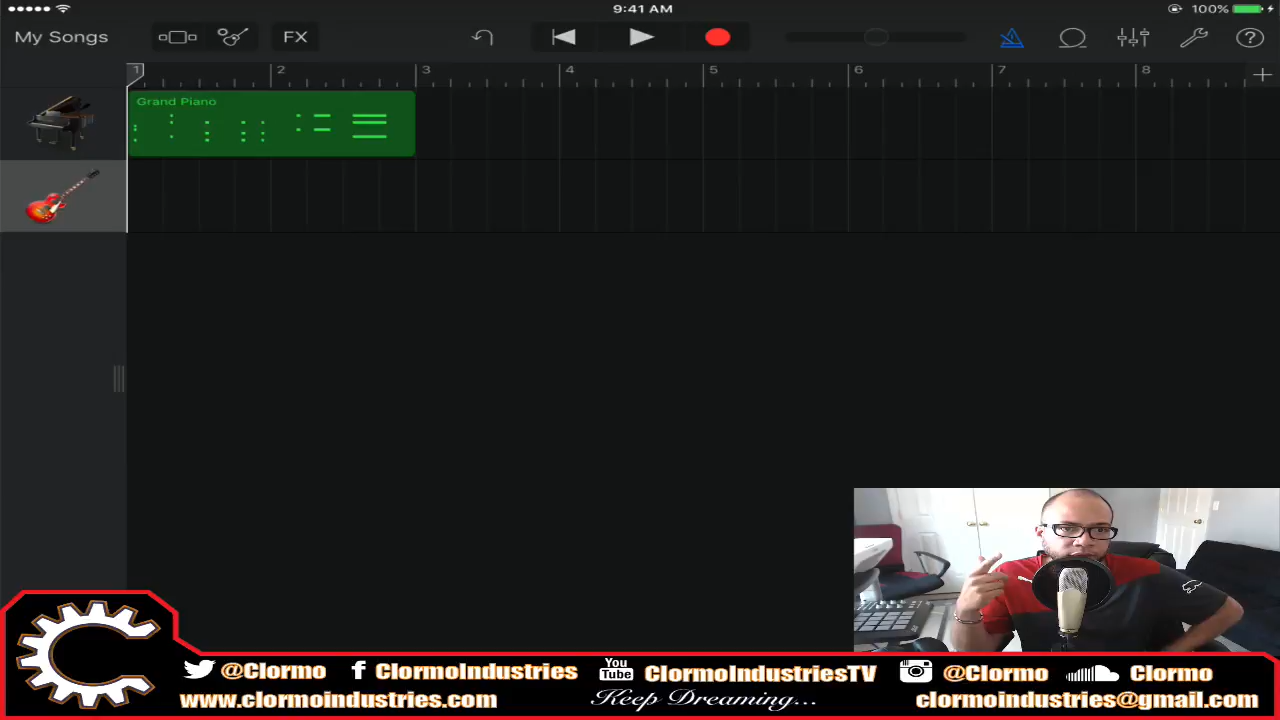 9:41 AM
100%
My Songs
FX
1 2 3 4 5 6 7 8
Grand Piano
@Clormo
ClormoIndustries
You Tube
ClormoIndustriesTV
@Clormo
Clormo
www.clormoindustries.com
Keep Dreaming...
clormoindustries@gmail.com